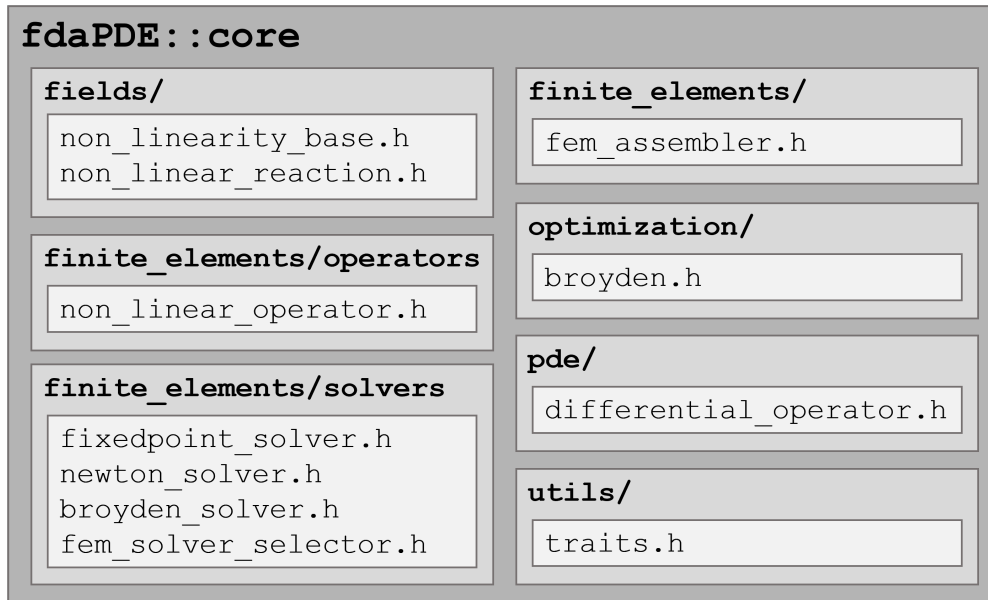 fdaPDE::core
fields/
non_linearity_base.h
non_linear_reaction.h
finite_elements/operators
non_linear_operator.h
finite_elements/solvers
fixedpoint_solver.h
newton_solver.h
broyden_solver.h
fem_solver_selector.h
finite_elements/
fem_assembler.h
optimization/
broyden.h
pde/
differential_operator.h
utils/
traits.h